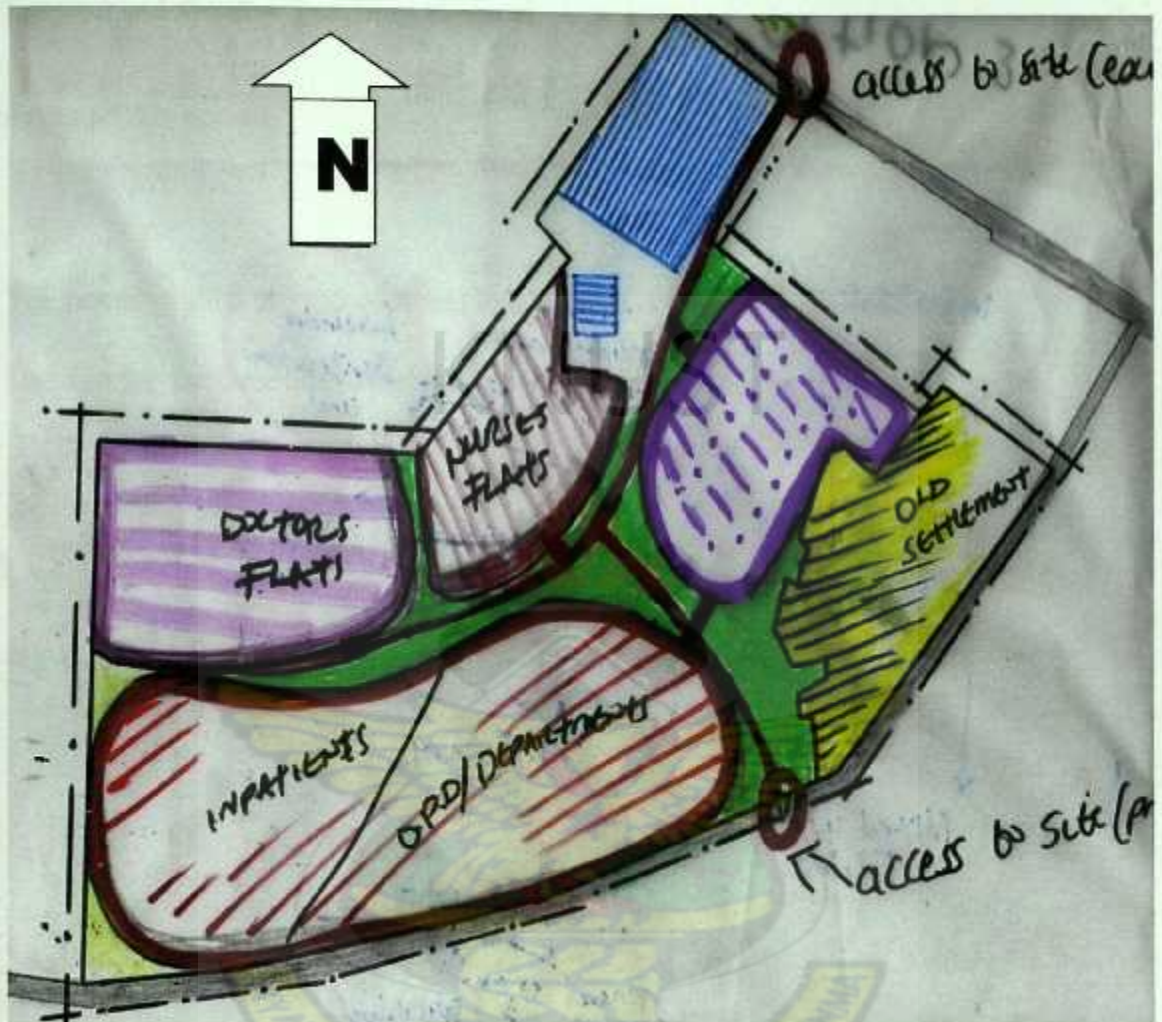 access to site
N
NURSES
FLATS
DOCTORS
FLATS
OLD
SETTLEMENT
INPATIENTS
OPD/DEPARTMENTS
access to site